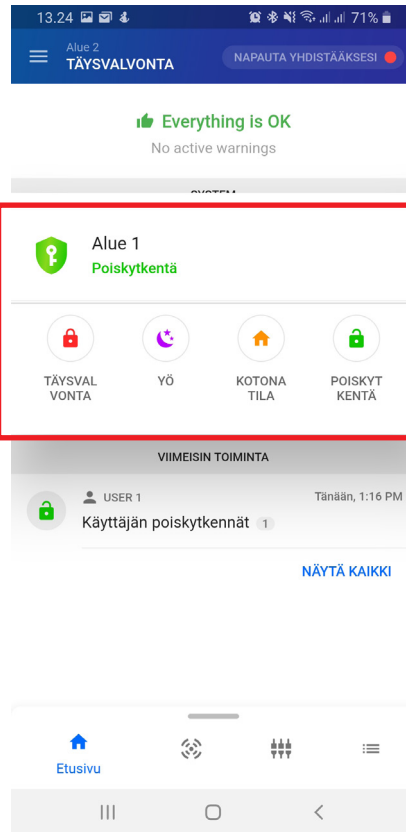 13.24 71%
Alue 2
TÄYSVALVONTA
NAPAUTA YHDISTÄÄKSESI
Everything is OK
No active warnings
SYSTEM
Alue 1
Poiskytkentä
TÄYSVAL
VONTA
YÖ
KOTONA
TILA
POISKYT
KENTÄ
VIIMEISIN TOIMINTA
USER 1 Tänään, 1:16 PM
Käyttäjän poiskytkennät 1
NÄYTÄ KAIKKI
Etusivu